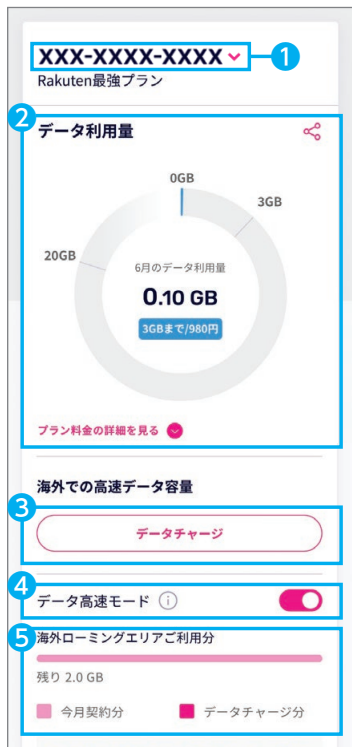 XXX-XXXX-XXXX 1
Rakuten最強プラン
2
データ利用量
0GB
3GB
20GB
6月のデータ利用量
0.10 GB
3GBまで/980円
プラン料金の詳細を見る
海外での高速データ容量
3
データチャージ
4
データ高速モード i
5
海外ローミングエリアご利用分
残り 2.0 GB
今月契約分 データチャージ分